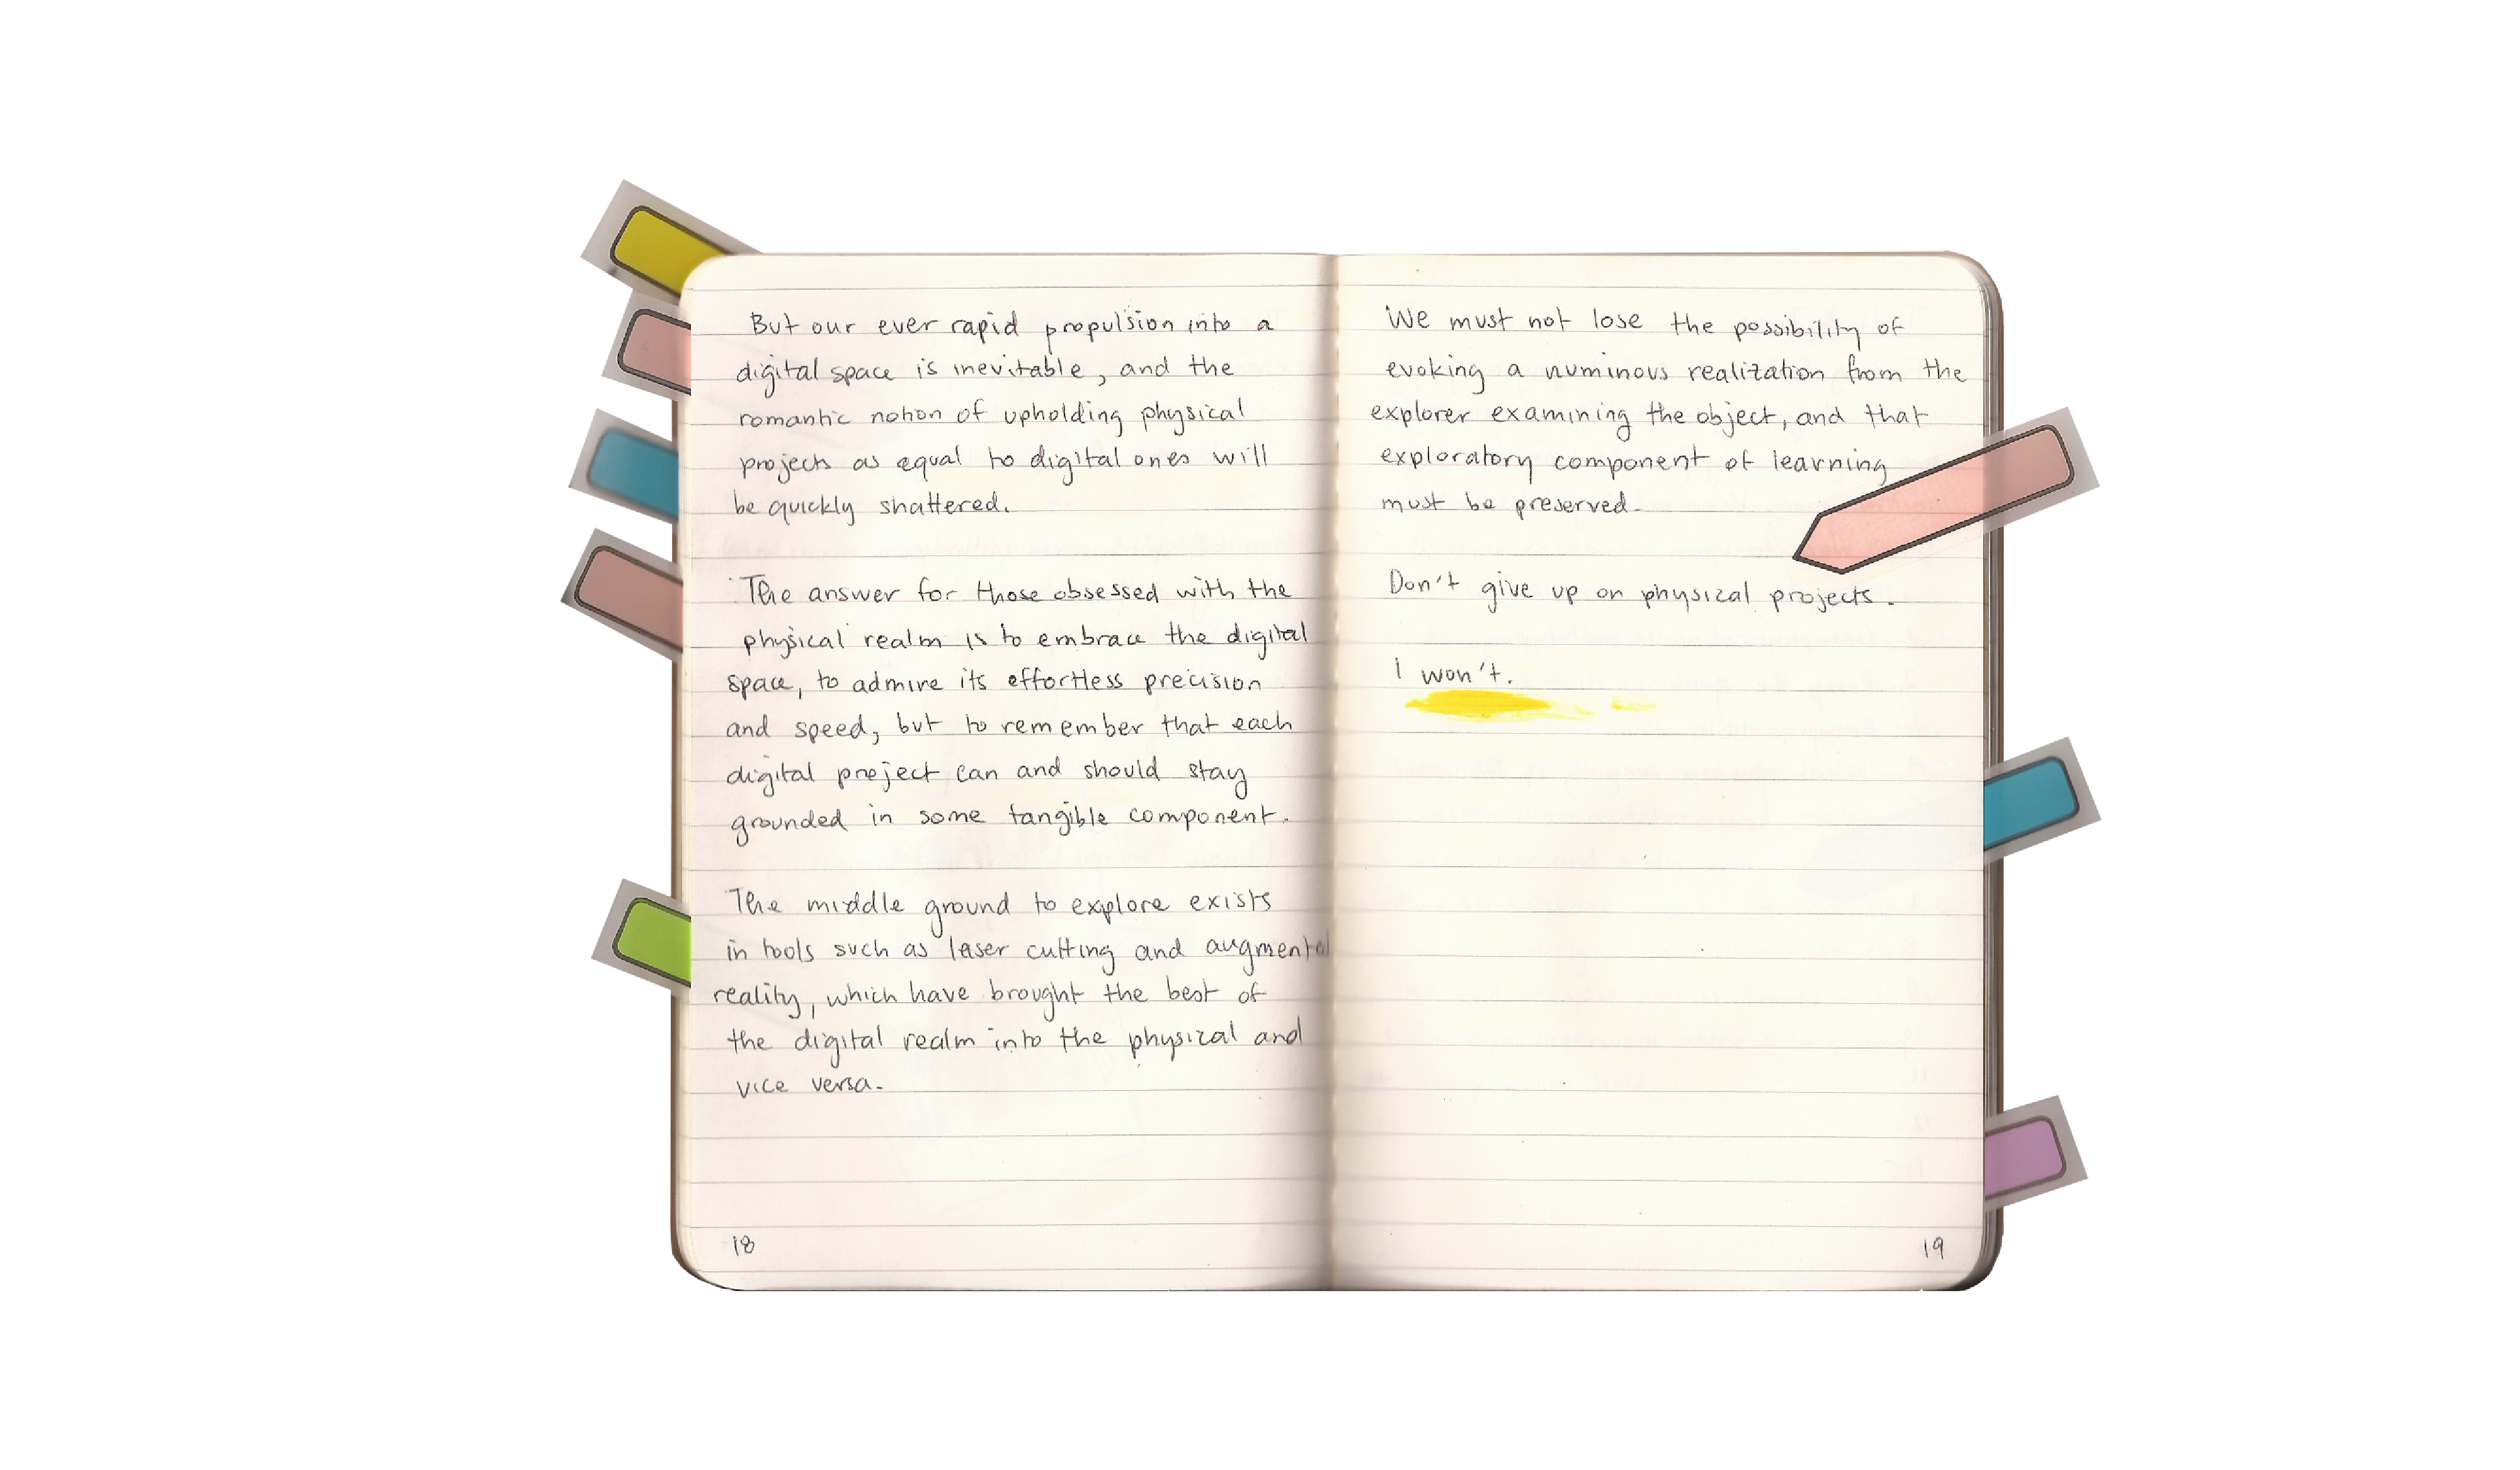 But our ever rapid propulsion into a
digital space is inevitable, and the
romantic notion of upholding physical
projects as equal to digital ones will
be quickly shattered.
The answer for those obsessed with the
physical realm is to embrace the digital
space, to admire its effortless precision
and speed, but to remember that each
digital project can and should stay
grounded in some tangible component.
The middle ground to explore exists
in tools such as laser cutting and augmented
reality, which have brought the best of
the digital realm into the physical and
vice versa.
18
We must not lose the possibility of
evoking a numinous realization from the
explorer examining the object, and that
exploratory component of learning
must be preserved.
Don't give up on physical projects.
I won't.
19